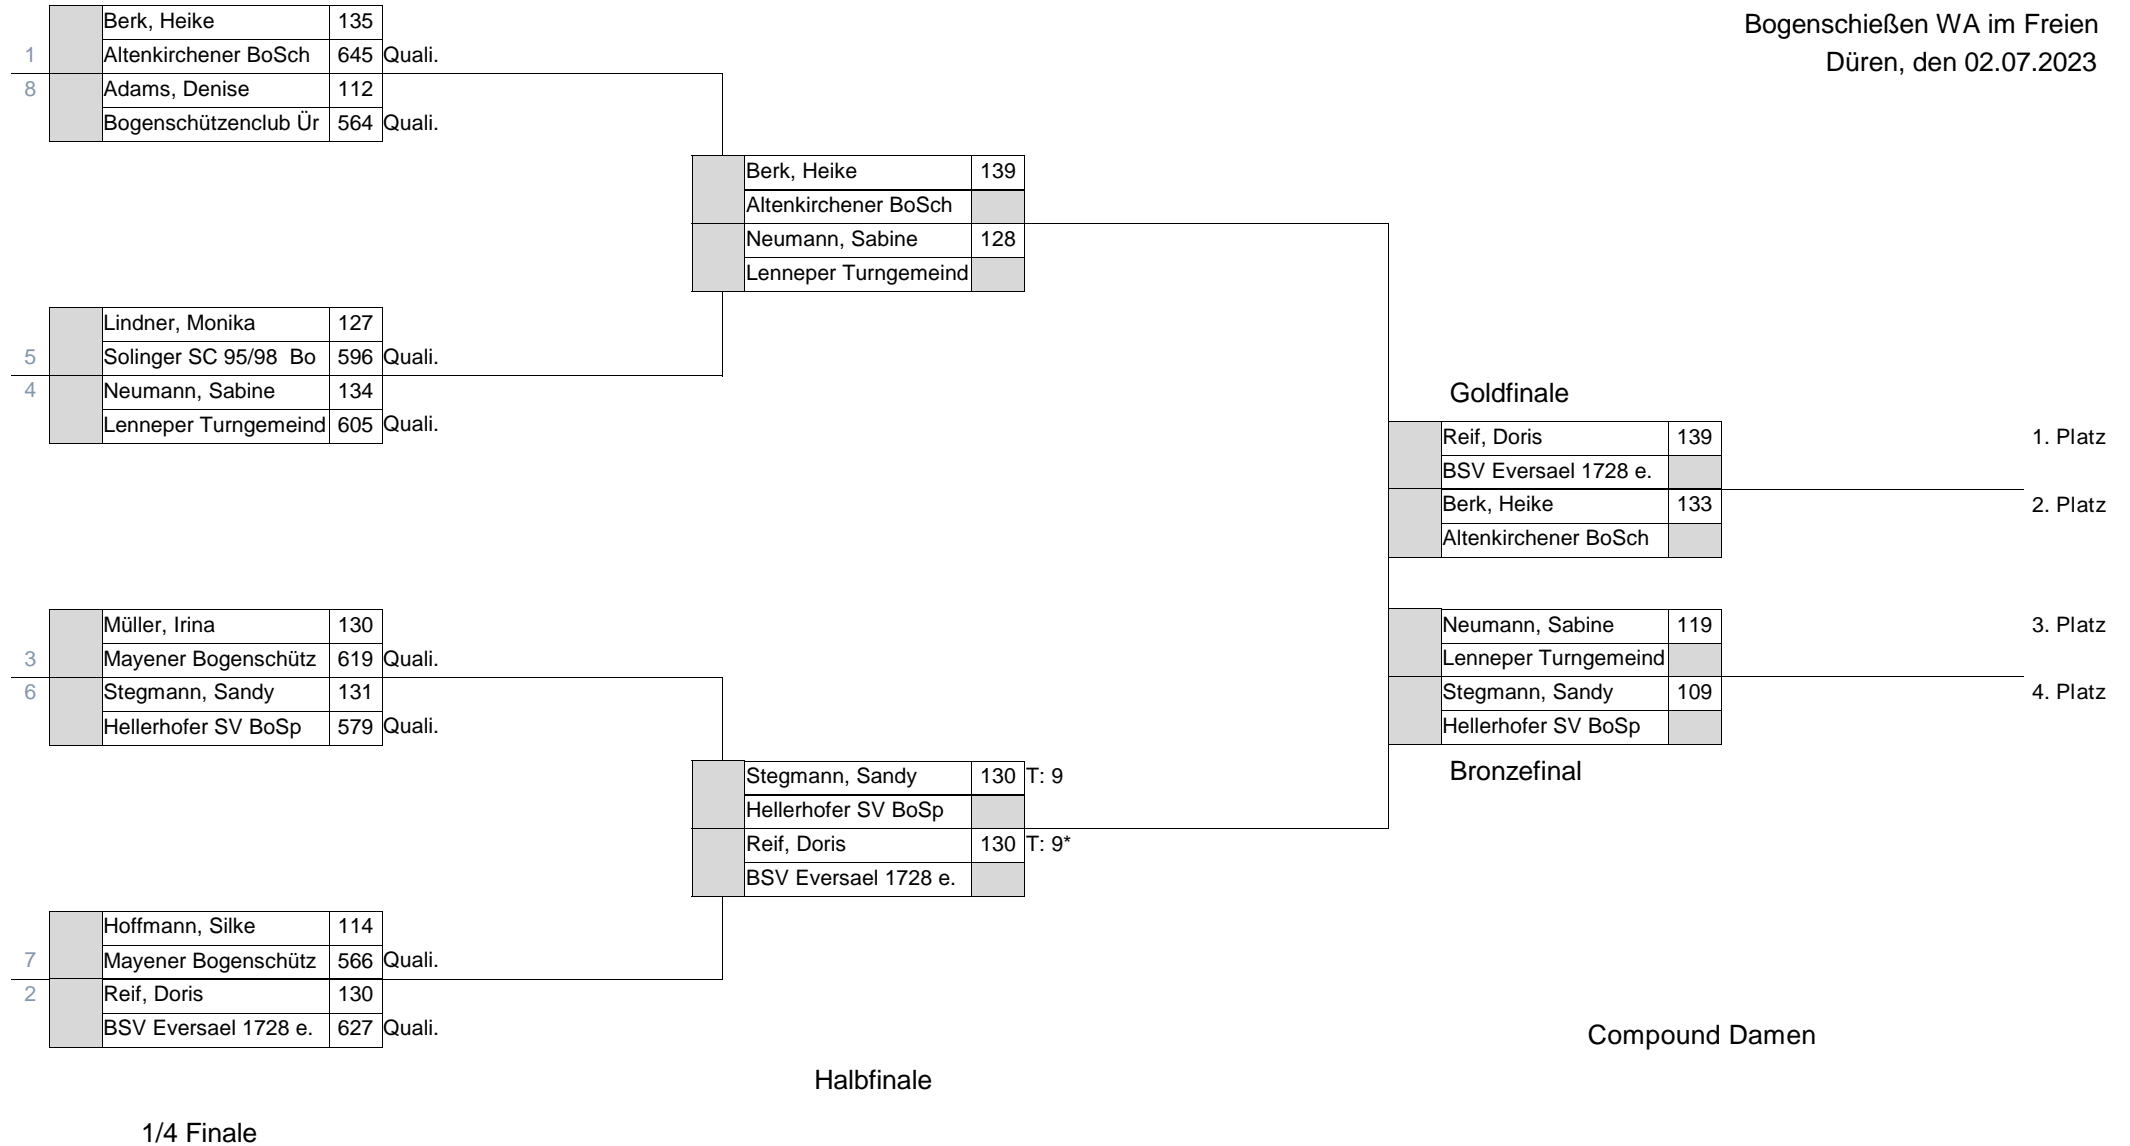 Bogenschießen WA im Freien
Düren, den 02.07.2023
Berk, Heike 135
1 Altenkirchener BoSch 645 Quali.
8 Adams, Denise 112
Bogenschützenclub Ür 564 Quali.
Lindner, Monika 127
5 Solinger SC 95/98 Bo 596 Quali.
4 Neumann, Sabine 134
Lenneper Turngemeind 605 Quali.
Müller, Irina 130
3 Mayener Bogenschütz 619 Quali.
6 Stegmann, Sandy 131
Hellerhofer SV BoSp 579 Quali.
Hoffmann, Silke 114
7 Mayener Bogenschütz 566 Quali.
2 Reif, Doris 130
BSV Eversael 1728 e. 627 Quali.
1/4 Finale
Berk, Heike 139
Altenkirchener BoSch
Neumann, Sabine 128
Lenneper Turngemeind
Stegmann, Sandy 130 T: 9
Hellerhofer SV BoSp
Reif, Doris 130 T: 9*
BSV Eversael 1728 e.
Halbfinale
Goldfinale
Reif, Doris 139 1. Platz
BSV Eversael 1728 e.
Berk, Heike 133 2. Platz
Altenkirchener BoSch
Neumann, Sabine 119 3. Platz
Lenneper Turngemeind
Stegmann, Sandy 109 4. Platz
Hellerhofer SV BoSp
Bronzefinal
Compound Damen